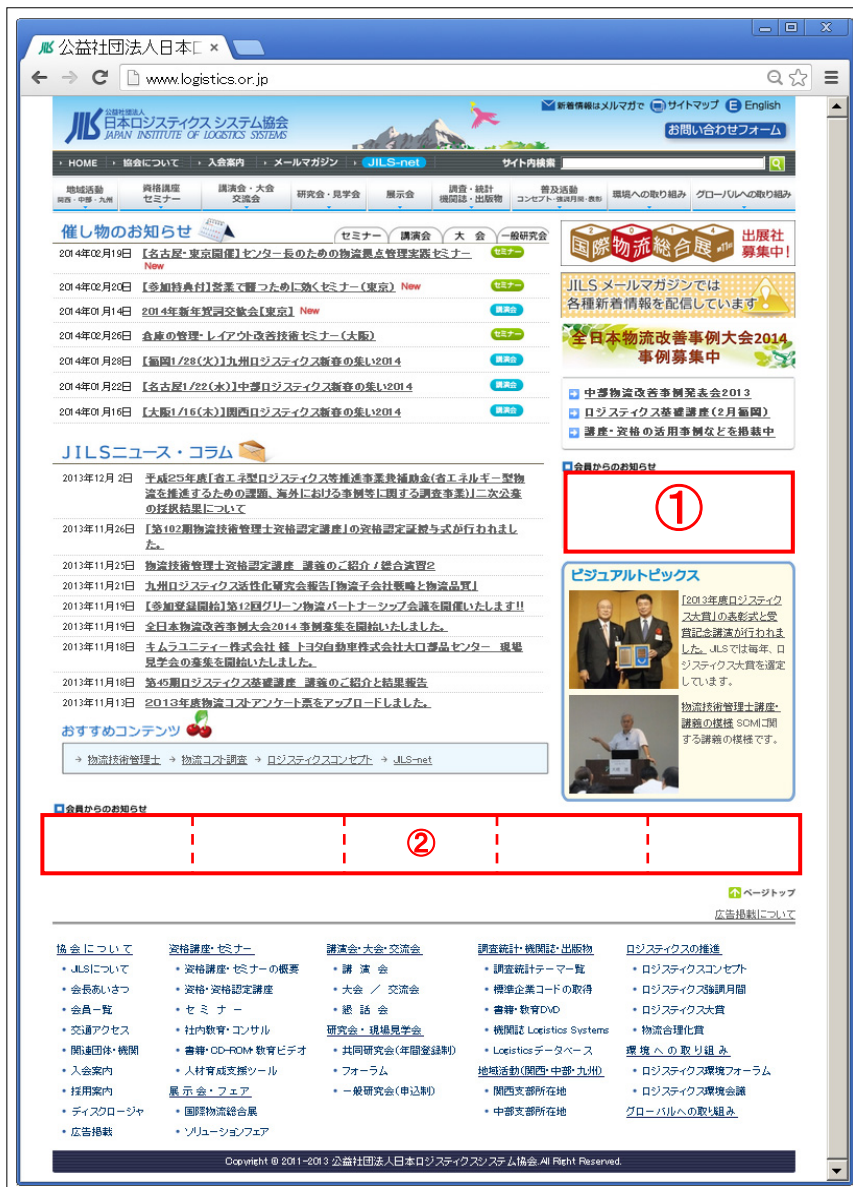 公益社団法人日本
www.logistics.or.jp
公益社団法人
日本ロジスティクス システム協会
JAPAN INSTITUTE OF LOGISTICS SYSTEMS
新着情報はメルマガで サイトマップ English
お問い合わせフォーム
HOME 協会について 入会案内 メールマガジン JILS-net サイト内検索
地域活動 関西・中部・九州
資格講座 セミナー
講演会・大会 交流会
研究会・見学会
展示会
調査・統計 機関誌・出版物
普及活動 コンセプト・強調月間・表彰
環境への取り組み
グローバルへの取組み
催し物のお知らせ
セミナー 講演会 大 会 一般研究会
2014年02月19日 【名古屋・東京開催】センター長のための物流拠点管理実践セミナー セミナー
New
2014年02月20日 【参加特典付】営業で勝つために効くセミナー(東京) New セミナー
2014年01月14日 2014年新年賀詞交歓会【東京】 New 講演会
2014年02月26日 倉庫の管理・レイアウト改善技術セミナー(大阪) セミナー
2014年01月28日 【福岡1/28(火)】九州ロジスティクス新春の集い2014 講演会
2014年01月22日 【名古屋1/22(水)】中部ロジスティクス新春の集い2014 講演会
2014年01月16日 【大阪1/16(木)】関西ロジスティクス新春の集い2014 講演会
国際物流総合展 出展社
募集中!
JILS メールマガジンでは
各種新着情報を配信しています
全日本物流改善事例大会2014
事例募集中
中部物流改善事例発表会2013
ロジスティクス基礎講座(2月福岡)
講座・資格の活用事例などを掲載中
会員からのお知らせ
①
JILSニュース・コラム
2013年12月 2日 平成25年度「省エネ型ロジスティクス等推進事業費補助金(省エネルギー型物
流を推進するための課題、海外における事例等に関する調査事業)」二次公募
の採択結果について
2013年11月26日 「第102期物流技術管理士資格認定講座」の資格認定証授与式が行われまし
た。
2013年11月25日 物流技術管理士資格認定講座 講義のご紹介/総合演習2
2013年11月21日 九州ロジスティクス活性化研究会報告「物流子会社戦略と物流品質」
2013年11月19日 【参加登録開始】第12回グリーン物流パートナーシップ会議を開催いたします!!
2013年11月19日 全日本物流改善事例大会2014 事例募集を開始いたしました。
2013年11月18日 キムラユニティー株式会社 様 トヨタ自動車株式会社大口部品センター 現場
見学会の募集を開始いたしました。
2013年11月18日 第45期ロジスティクス基礎講座 講義のご紹介と結果報告
2013年11月13日 2013年度物流コストアンケート票をアップロードしました。
ビジュアルトピックス
「2013年度ロジスティク
ス大賞」の表彰式と受
賞記念講演が行われま
した。 JILSでは毎年、ロ
ジスティクス大賞を選定
しています。
物流技術管理士講座・
講義の模様 SCMに関
する講義の模様です。
おすすめコンテンツ
→ 物流技術管理士 → 物流コスト調査 → ロジスティクスコンセプト → JILS-net
会員からのお知らせ
②
ページトップ
広告掲載について
協会について
・JILSについて
・会長あいさつ
・会員一覧
・交通アクセス
・関連団体・機関
・入会案内
・採用案内
・ディスクロージャ
・広告掲載
資格講座・セミナー
・資格講座・セミナーの概要
・資格・資格認定講座
・セ ミ ナ ー
・社内教育・コンサル
・書籍・CD-ROM・教育ビデオ
・人材育成支援ツール
展示会・フェア
・国際物流総合展
・ソリューションフェア
講演会・大会・交流会
・講 演 会
・大会 / 交流会
・懇 話 会
研究会・現場見学会
・共同研究会(年間登録制)
・フォーラム
・一般研究会(申込制)
調査統計・機関誌・出版物
・調査統計テーマ一覧
・標準企業コードの取得
・書籍・教育DVD
・機関誌 Logistics Systems
・Logisticsデータベース
地域活動(関西・中部・九州)
・関西支部所在地
・中部支部所在地
ロジスティクスの推進
・ロジスティクスコンセプト
・ロジスティクス強調月間
・ロジスティクス大賞
・物流合理化賞
環境への取り組み
・ロジスティクス環境フォーラム
・ロジスティクス環境会議
グローバルへの取り組み
Copyright © 2011-2013 公益社団法人日本ロジスティクスシステム協会.All Right Reserved.